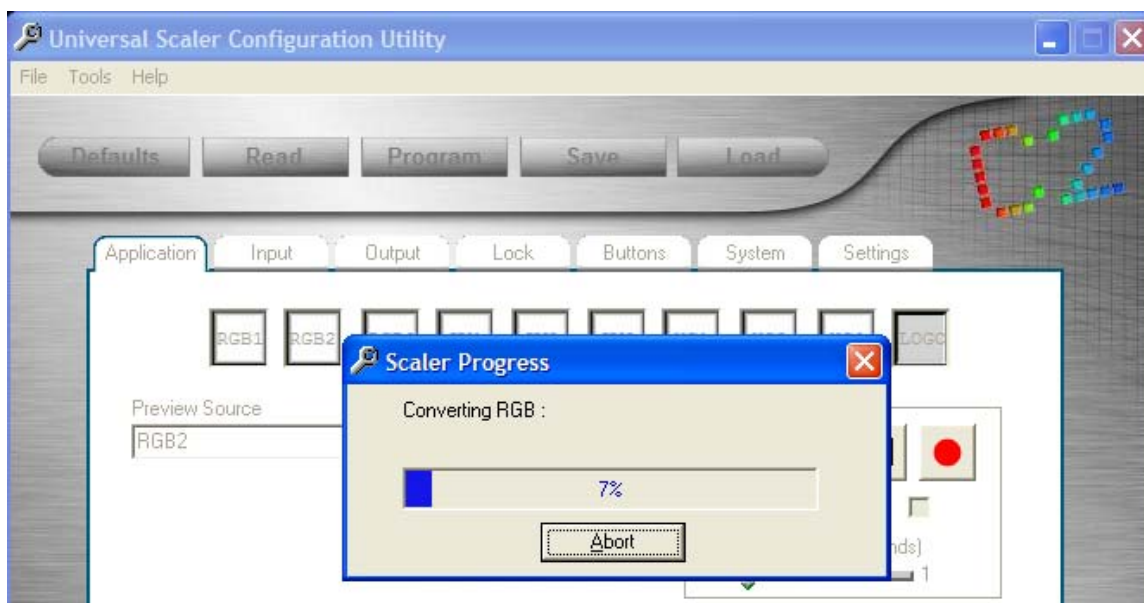 Universal Scaler Configuration Utility
File Tools Help
Defaults Read Program Save Load
C2
Application Input Output Lock Buttons System Settings
RGB1 RGB2 LOGO
Scaler Progress
Preview Source
RGB2
Converting RGB :
7%
Abort
1